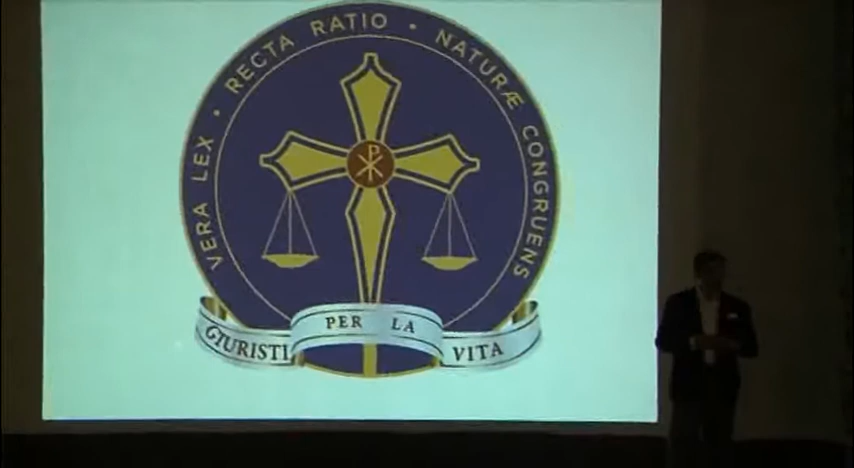 VERA LEX • RECTA RATIO • NATURÆ CONGRUENS
GIURISTI PER LA VITA